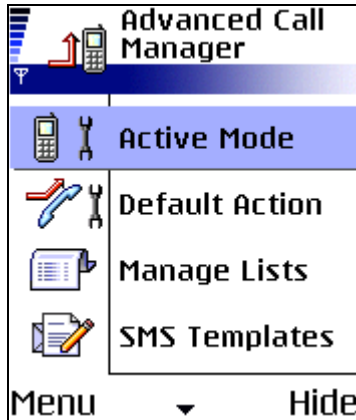 Advanced Call
Manager
Active Mode
Default Action
Manage Lists
SMS Templates
Menu Hide